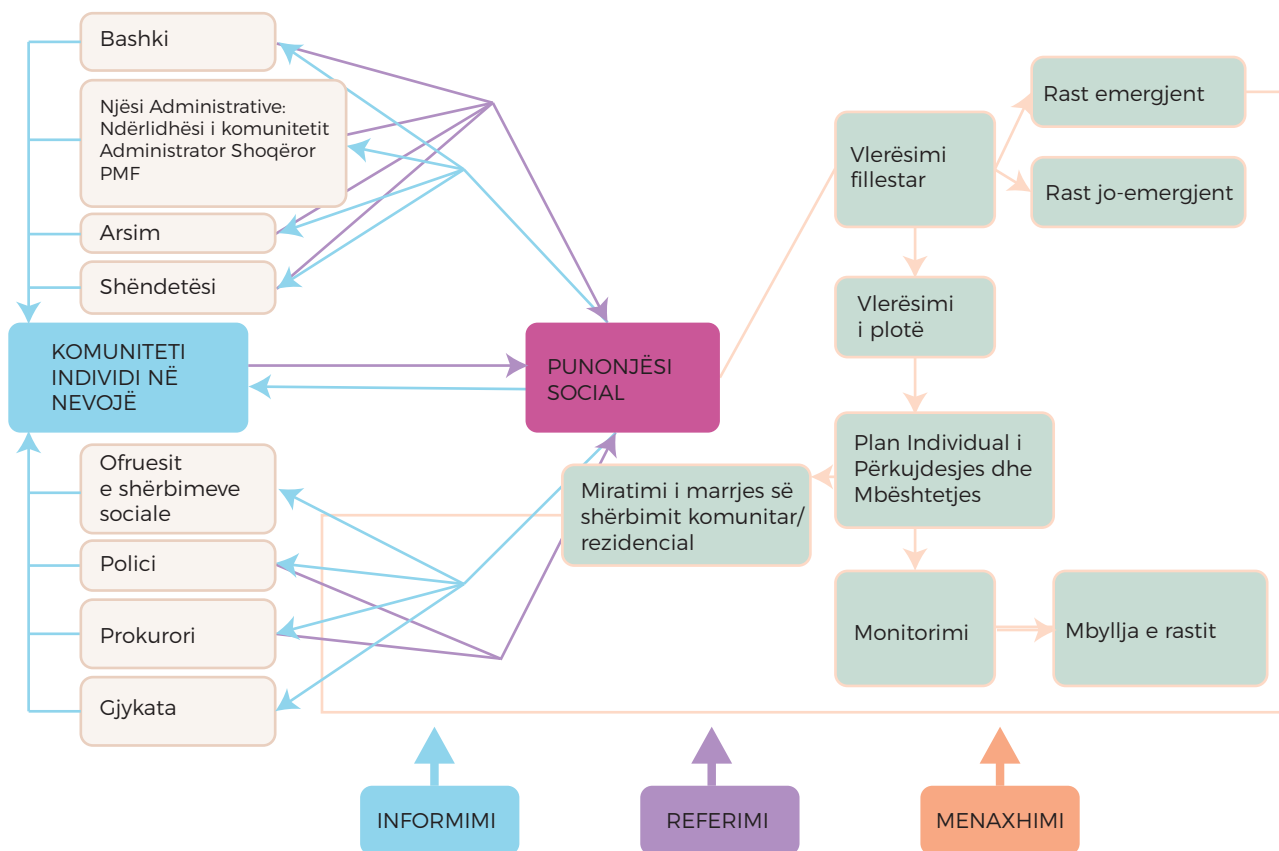 Bashki
Njësi Administrative:
Ndërlidhësi i komunitetit
Administrator Shoqëror
PMF
Arsim
Shëndetësi
KOMUNITETI
INDIVIDI NË
NEVOJË
Ofruesit
e shërbimeve
sociale
Polici
Prokurori
Gjykata
PUNONJËSI
SOCIAL
Miratimi i marrjes së
shërbimit komunitar/
rezidencial
Vlerësimi
fillestar
Rast emergjent
Rast jo-emergjent
Vlerësimi
i plotë
Plan Individual i
Përkujdesjes dhe
Mbështetjes
Monitorimi
Mbyllja e rastit
INFORMIMI
REFERIMI
MENAXHIMI